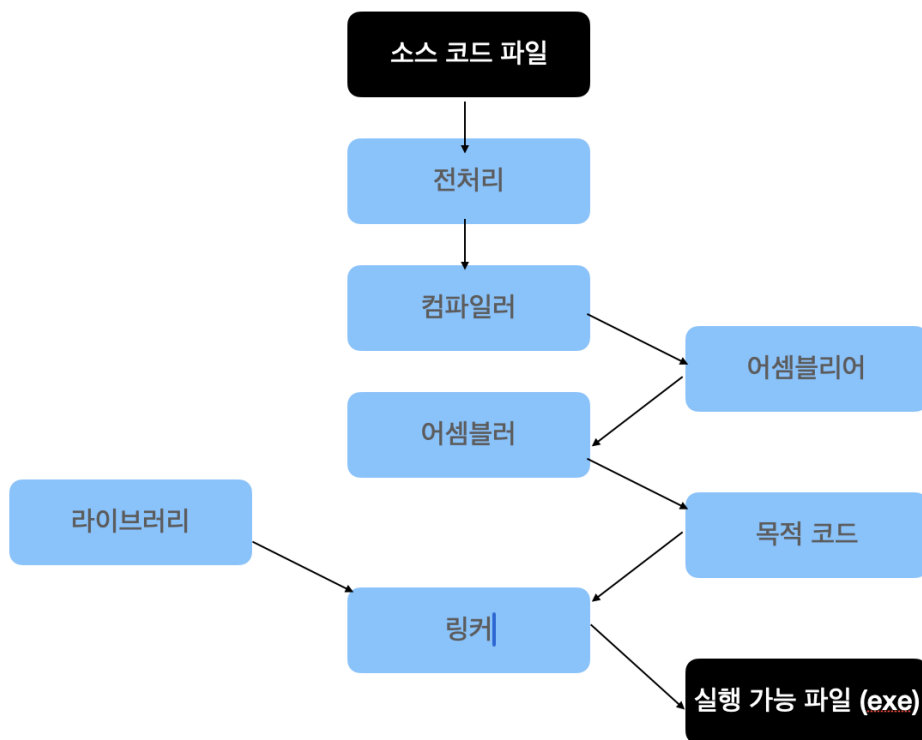 소스 코드 파일
전처리
컴파일러
어셈블리어
어셈블러
라이브러리
목적 코드
링커
실행 가능 파일 (exe)